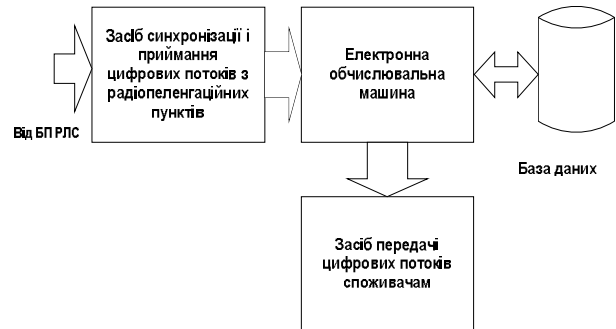 Засіб синхронізації і
приймання
цифрових потоків з
радіопеленгаційних
пунктів
Електронна
обчислювальна
машина
Від БП РЛС
База даних
Засіб передачі
цифрових потоків
споживачам